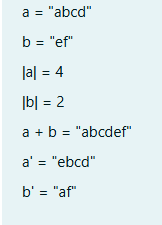 a = "abcd"
b = "ef"
|a| = 4
|b| = 2
a + b = "abcdef"
a' = "ebcd"
b' = "af"